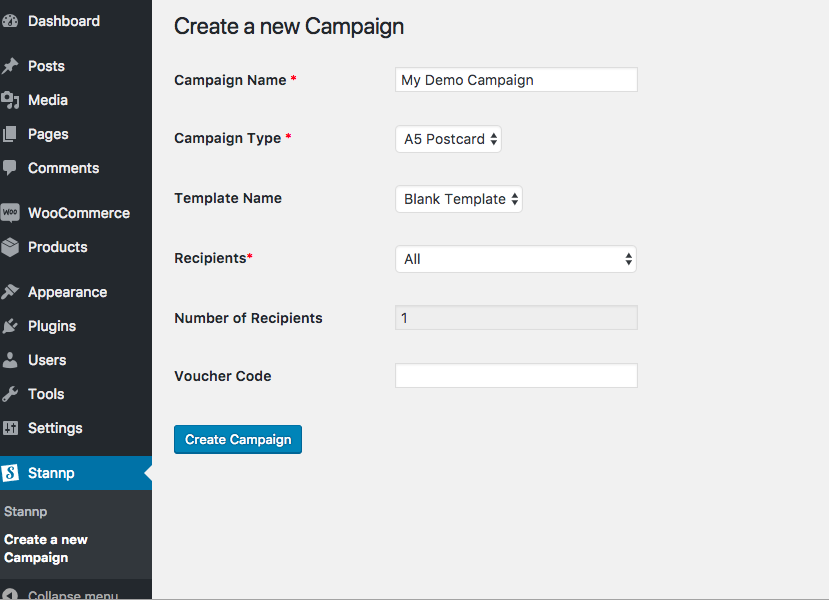 Dashboard
Posts
Media
Pages
Comments
WOO WooCommerce
Products
Appearance
Plugins
Users
Tools
Settings
S Stannp
Stannp
Create a new
Campaign
Collapse menu
Create a new Campaign
Campaign Name * My Demo Campaign
Campaign Type * A5 Postcard
Template Name Blank Template
Recipients* All
Number of Recipients 1
Voucher Code
Create Campaign